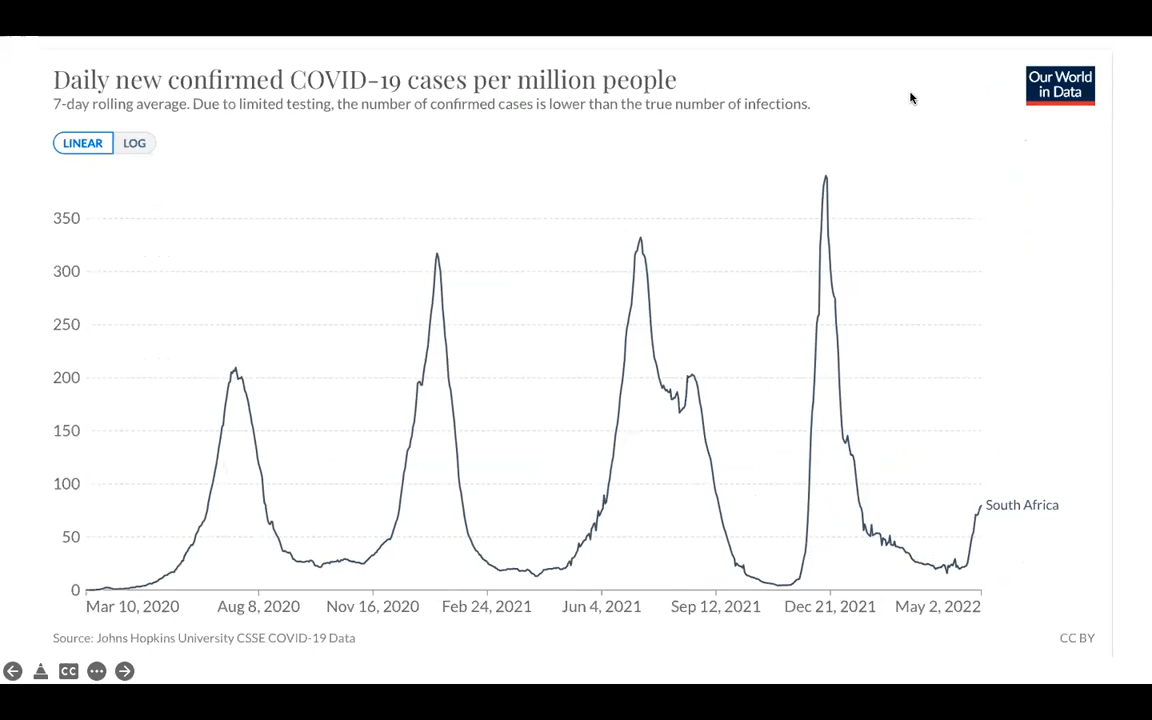 Daily new confirmed COVID-19 cases per million people
7-day rolling average. Due to limited testing, the number of confirmed cases is lower than the true number of infections.
Our World
in Data
LINEAR LOG
350
300
250
200
150
100
50
0
South Africa
Mar 10, 2020 Aug 8, 2020 Nov 16, 2020 Feb 24, 2021 Jun 4, 2021 Sep 12, 2021 Dec 21, 2021 May 2, 2022
Source: Johns Hopkins University CSSE COVID-19 Data
CC BY
CC